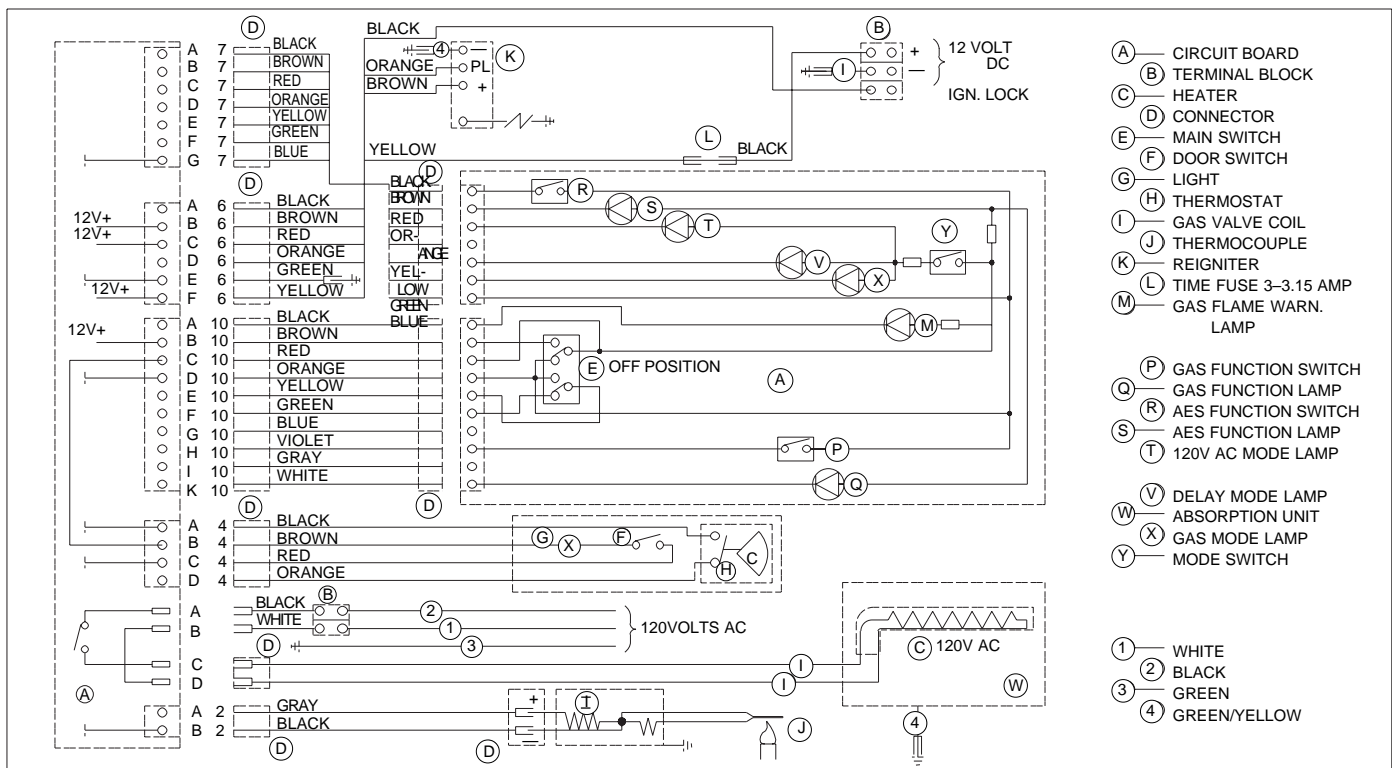 D
A 7 BLACK
B 7 BROWN
C 7 RED
D 7 ORANGE
E 7 YELLOW
F 7 GREEN
G 7 BLUE
BLACK
4 —
ORANGE PL
BROWN +
K
YELLOW
L
BLACK
B
+
I —
12 VOLT
DC
IGN. LOCK
D
A 6 BLACK
12V+ B 6 BROWN
12V+ C 6 RED
D 6 ORANGE
E 6 GREEN
12V+ F 6 YELLOW
D
BLACK
BROWN
RED
OR-
ANGE
YEL-
LOW
GREEN
BLUE
R
S
T
Y
V
X
M
E OFF POSITION
A
P
Q
A 10 BLACK
12V+ B 10 BROWN
C 10 RED
D 10 ORANGE
E 10 YELLOW
F 10 GREEN
G 10 BLUE
H 10 VIOLET
I 10 GRAY
K 10 WHITE
D
D
A 4 BLACK
B 4 BROWN
C 4 RED
D 4 ORANGE
G X F
H C
A BLACK B 2
B WHITE 1
3
120VOLTS AC
C D I
D I
A
C 120V AC
W
4
A 2 GRAY
B 2 BLACK
D
+
—
D
I
J
A CIRCUIT BOARD
B TERMINAL BLOCK
C HEATER
D CONNECTOR
E MAIN SWITCH
F DOOR SWITCH
G LIGHT
H THERMOSTAT
I GAS VALVE COIL
J THERMOCOUPLE
K REIGNITER
L TIME FUSE 3–3.15 AMP
M GAS FLAME WARN.
LAMP
P GAS FUNCTION SWITCH
Q GAS FUNCTION LAMP
R AES FUNCTION SWITCH
S AES FUNCTION LAMP
T 120V AC MODE LAMP
V DELAY MODE LAMP
W ABSORPTION UNIT
X GAS MODE LAMP
Y MODE SWITCH
1 WHITE
2 BLACK
3 GREEN
4 GREEN/YELLOW